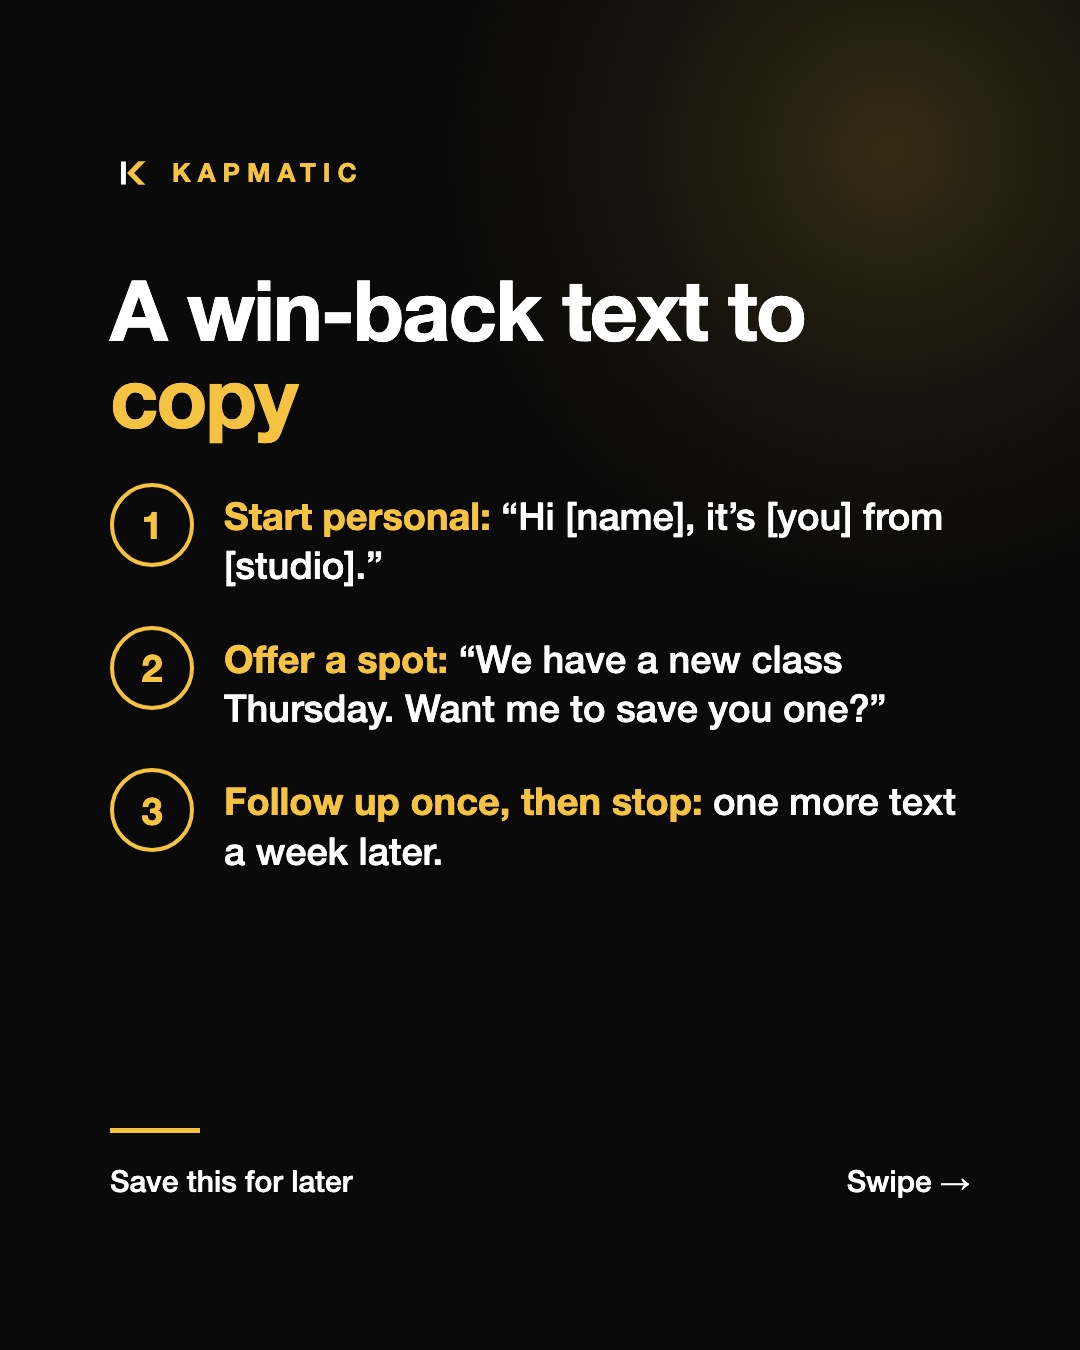 K KAPMATIC
A win-back text to
copy
1 Start personal: “Hi [name], it’s [you] from
[studio].”
2 Offer a spot: “We have a new class
Thursday. Want me to save you one?”
3 Follow up once, then stop: one more text
a week later.
Save this for later
Swipe →